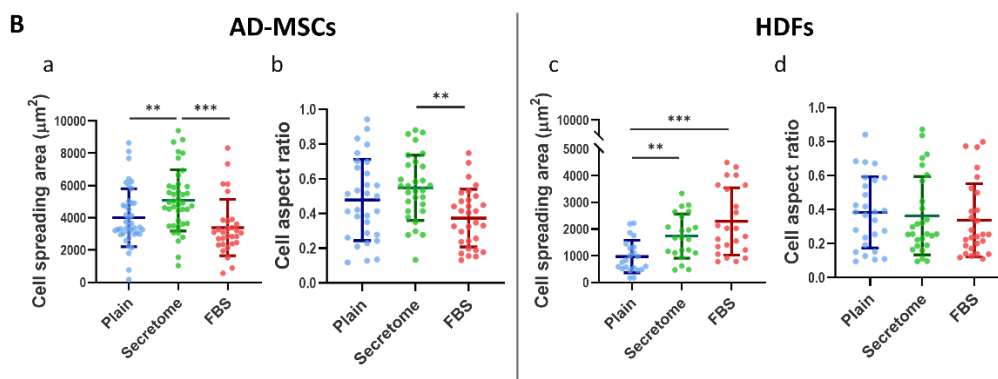 B
AD-MSCs
HDFs
a
b
c
d
Cell spreading area (μm²)
10000
8000
6000
4000
2000
0
** ***
Plain
Secretome
FBS
Cell aspect ratio
1.0
0.8
0.6
0.4
0.2
0.0
**
Plain
Secretome
FBS
Cell spreading area (μm²)
10000
5000
4000
3000
2000
1000
0
***
**
Plain
Secretome
FBS
Cell aspect ratio
1.0
0.8
0.6
0.4
0.2
0.0
Plain
Secretome
FBS